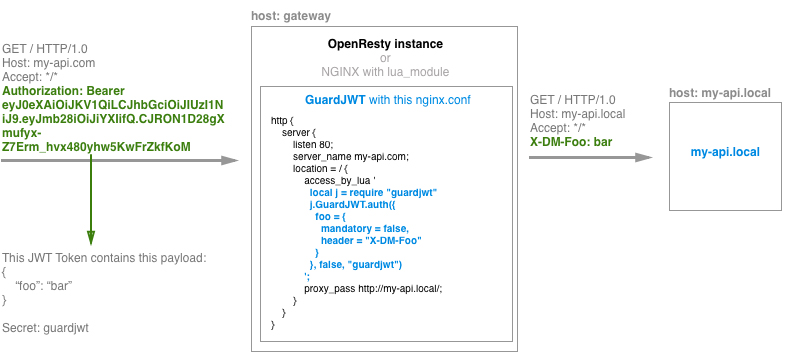 GET / HTTP/1.0
Host: my-api.com
Accept: */*
Authorization: Bearer
eyJ0eXAiOiJKV1QiLCJhbGciOiJIUzI1N
iJ9.eyJmb28iOiJiYXIifQ.CJRON1D28gX
mufyx-
Z7Erm_hvx480yhw5KwFrZkfKoM
This JWT Token contains this payload:
{
“foo”: “bar”
}
Secret: guardjwt
host: gateway
OpenResty instance
or
NGINX with lua_module
GuardJWT with this nginx.conf
http {
server {
listen 80;
server_name my-api.com;
location = / {
access_by_lua '
local j = require "guardjwt"
j.GuardJWT.auth({
foo = {
mandatory = false,
header = "X-DM-Foo"
}
}, false, "guardjwt")
';
proxy_pass http://my-api.local/;
}
}
}
GET / HTTP/1.0
Host: my-api.local
Accept: */*
X-DM-Foo: bar
host: my-api.local
my-api.local